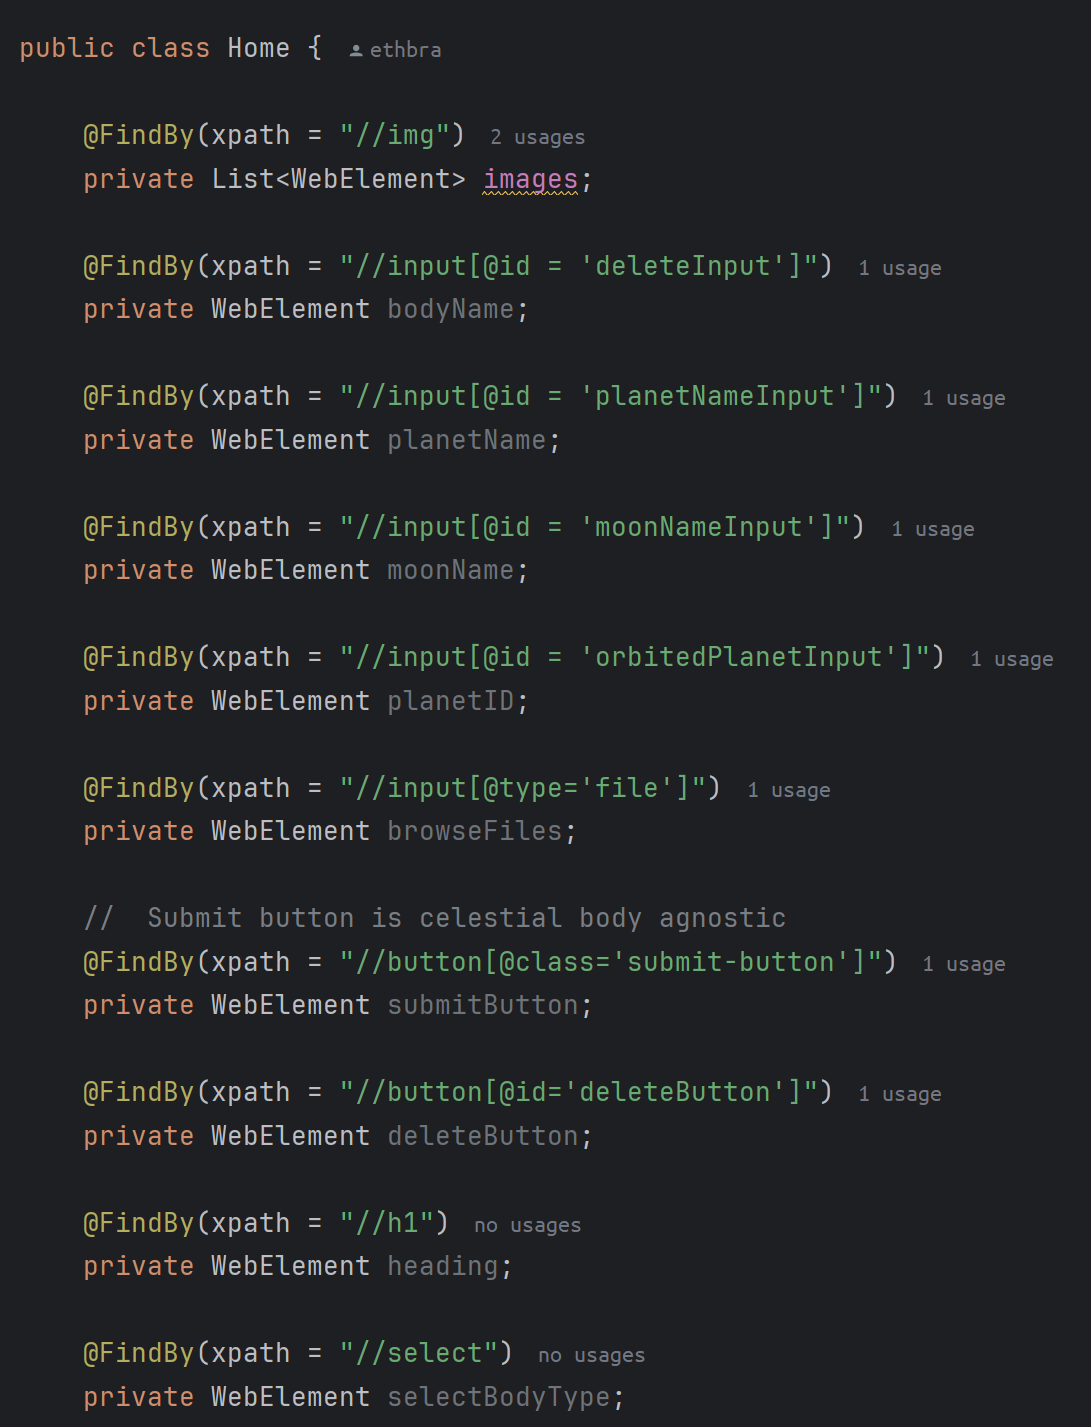 public class Home { ethbra
@FindBy(xpath = "//img") 2 usages
private List<WebElement> images;
@FindBy(xpath = "//input[@id = 'deleteInput']") 1 usage
private WebElement bodyName;
@FindBy(xpath = "//input[@id = 'planetNameInput']") 1 usage
private WebElement planetName;
@FindBy(xpath = "//input[@id = 'moonNameInput']") 1 usage
private WebElement moonName;
@FindBy(xpath = "//input[@id = 'orbitedPlanetInput']") 1 usage
private WebElement planetID;
@FindBy(xpath = "//input[@type='file']") 1 usage
private WebElement browseFiles;
//  Submit button is celestial body agnostic
@FindBy(xpath = "//button[@class='submit-button']") 1 usage
private WebElement submitButton;
@FindBy(xpath = "//button[@id='deleteButton']") 1 usage
private WebElement deleteButton;
@FindBy(xpath = "//h1") no usages
private WebElement heading;
@FindBy(xpath = "//select") no usages
private WebElement selectBodyType;